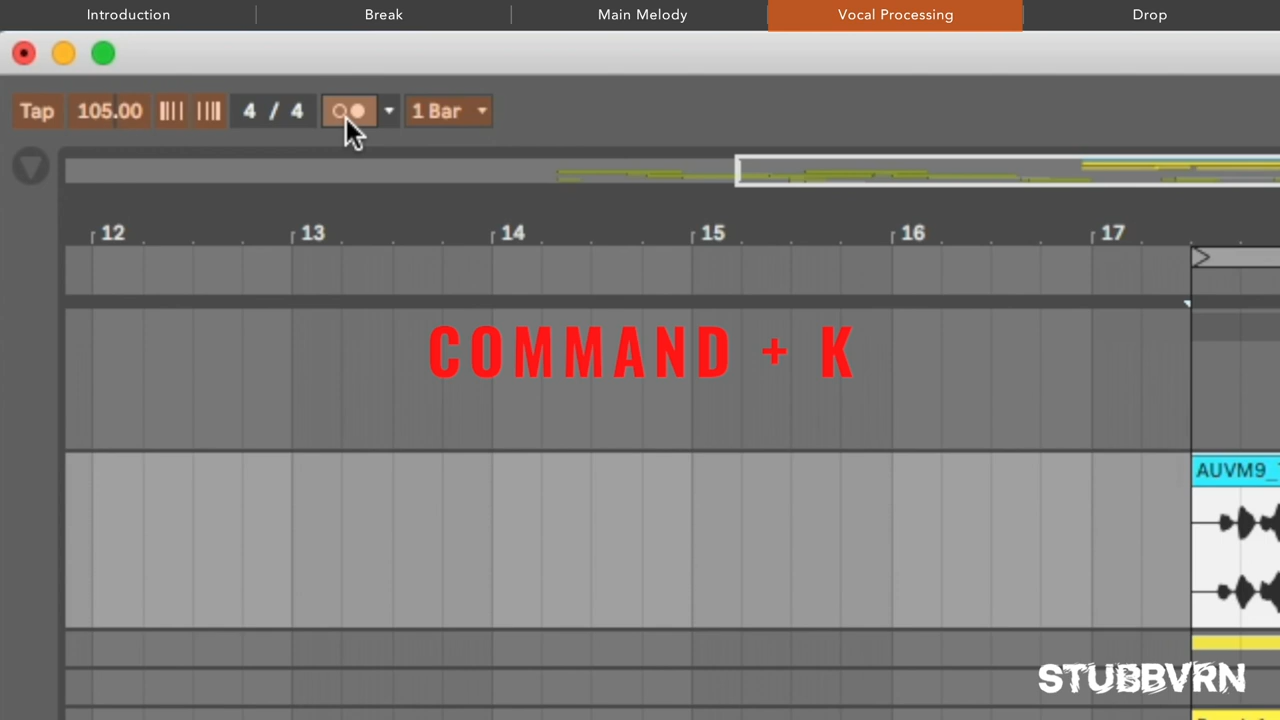 Introduction
Break
Main Melody
Vocal Processing
Drop
Tap
105.00
4 / 4
1 Bar
12
13
14
15
16
17
COMMAND + K
AUVM9_
STUBBVRN